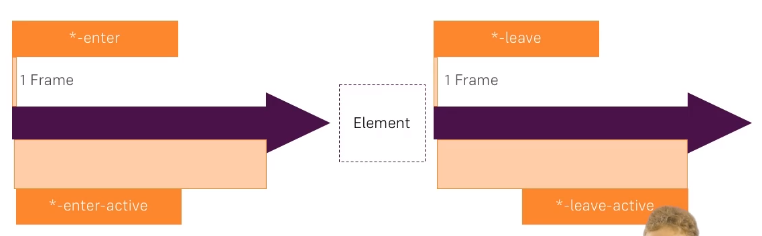 *-enter
*-leave
1 Frame
1 Frame
Element
*-enter-active
*-leave-active